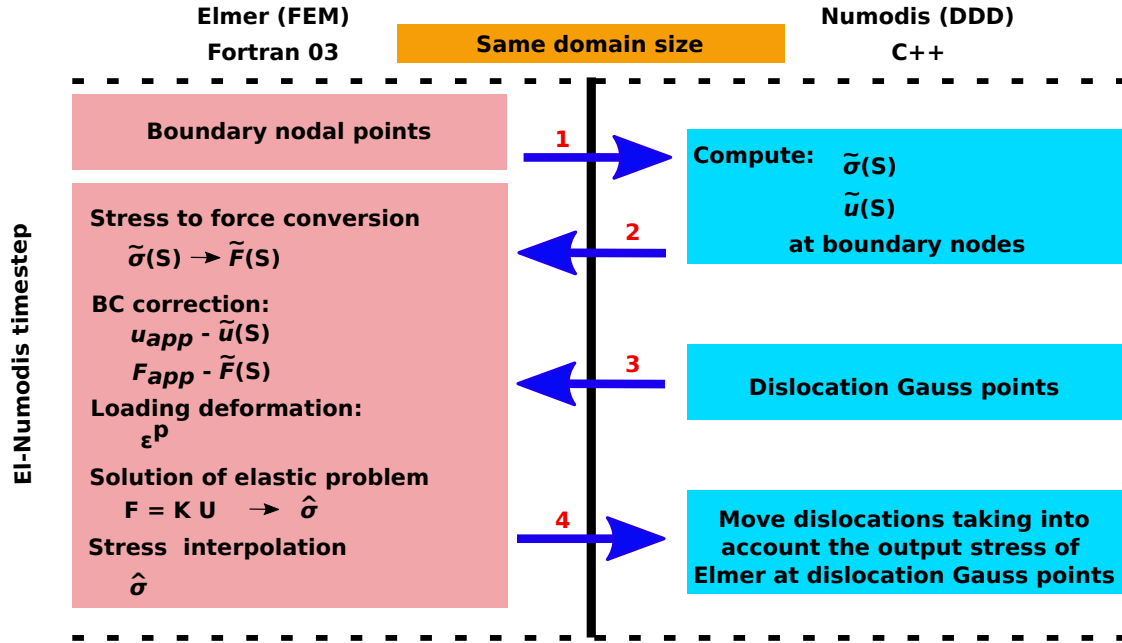 Elmer (FEM)
Fortran 03
Same domain size
Numodis (DDD)
C++
El-Numodis timestep
Boundary nodal points
1
Compute:
σ̃(S)
ũ(S)
at boundary nodes
2
Stress to force conversion
σ̃(S) → F̃(S)
BC correction:
u_app - ũ(S)
F_app - F̃(S)
Loading deformation:
ε^p
3
Dislocation Gauss points
Solution of elastic problem
F = K U → σ̂
Stress interpolation
σ̂
4
Move dislocations taking into
account the output stress of
Elmer at dislocation Gauss points